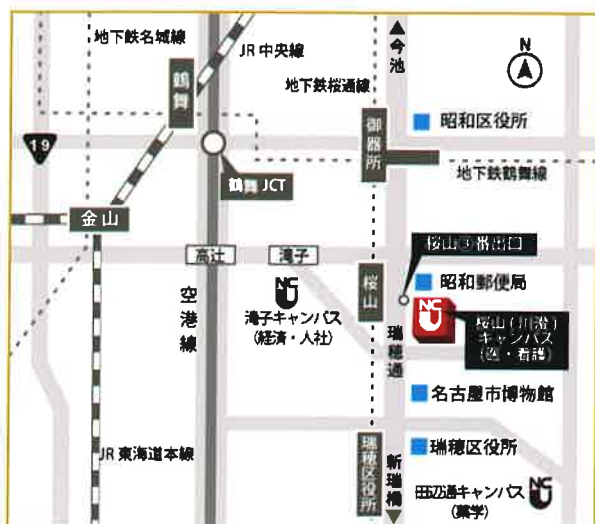 地下鉄名城線
JR 中央線
▲今池
N
地下鉄桜通線
鶴舞
昭和区役所
19
御器所
鶴舞 JCT
地下鉄鶴舞線
金山
桜山③番出口
高辻
滝子
昭和郵便局
空港線
NCU
滝子キャンパス
(経済・人社)
桜山
NCU
桜山(川澄)
キャンパス
(医・看護)
瑞穂通
名古屋市博物館
JR 東海道本線
瑞穂区役所
瑞穂区役所
新瑞橋▼
田辺通キャンパス
(薬学)
NCU